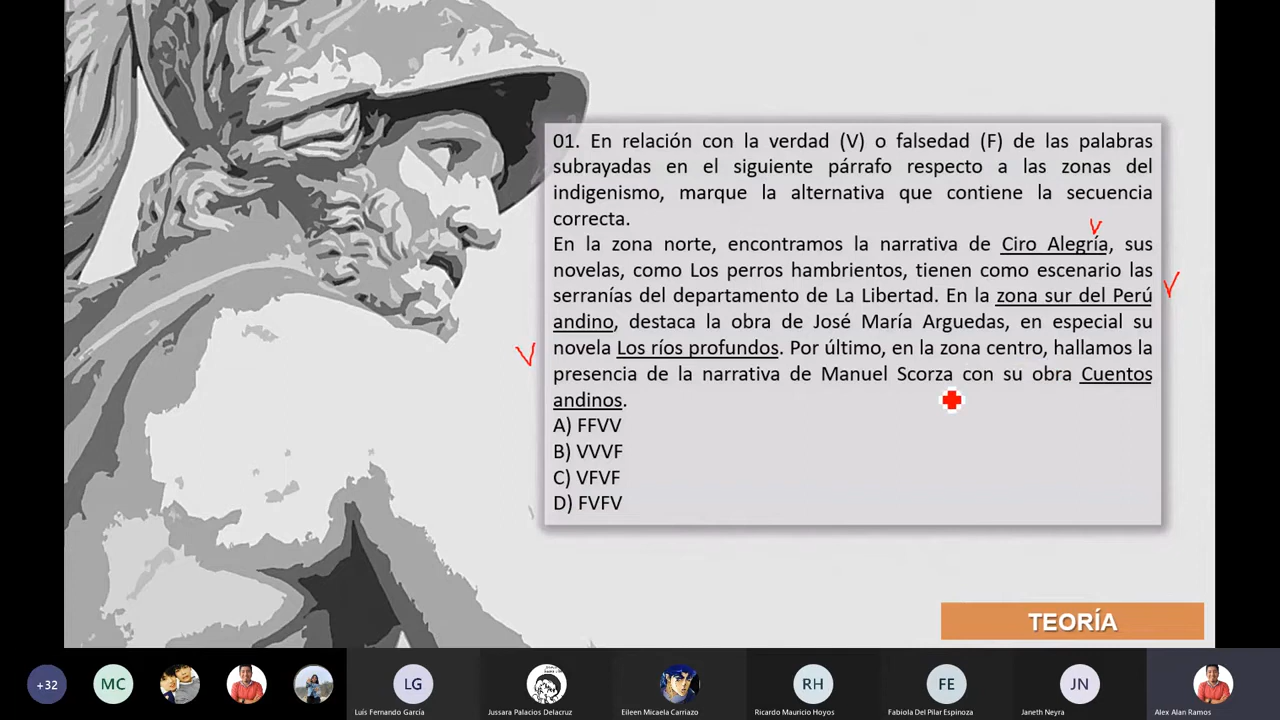 01. En relación con la verdad (V) o falsedad (F) de las palabras
subrayadas en el siguiente párrafo respecto a las zonas del
indigenismo, marque la alternativa que contiene la secuencia
correcta.
V
En la zona norte, encontramos la narrativa de Ciro Alegría, sus
novelas, como Los perros hambrientos, tienen como escenario las
serranías del departamento de La Libertad. En la zona sur del Perú
V
andino, destaca la obra de José María Arguedas, en especial su
V
novela Los ríos profundos. Por último, en la zona centro, hallamos la
presencia de la narrativa de Manuel Scorza con su obra Cuentos
andinos.
A) FFVV
B) VVVF
C) VFVF
D) FVFV
TEORÍA
+32
MC
LG
RH
FE
JN
Luis Fernando García
Jussara Palacios Delacruz
Eileen Micaela Carriazo
Ricardo Mauricio Hoyos
Fabiola Del Pilar Espinoza
Janeth Neyra
Alex Alan Ramos